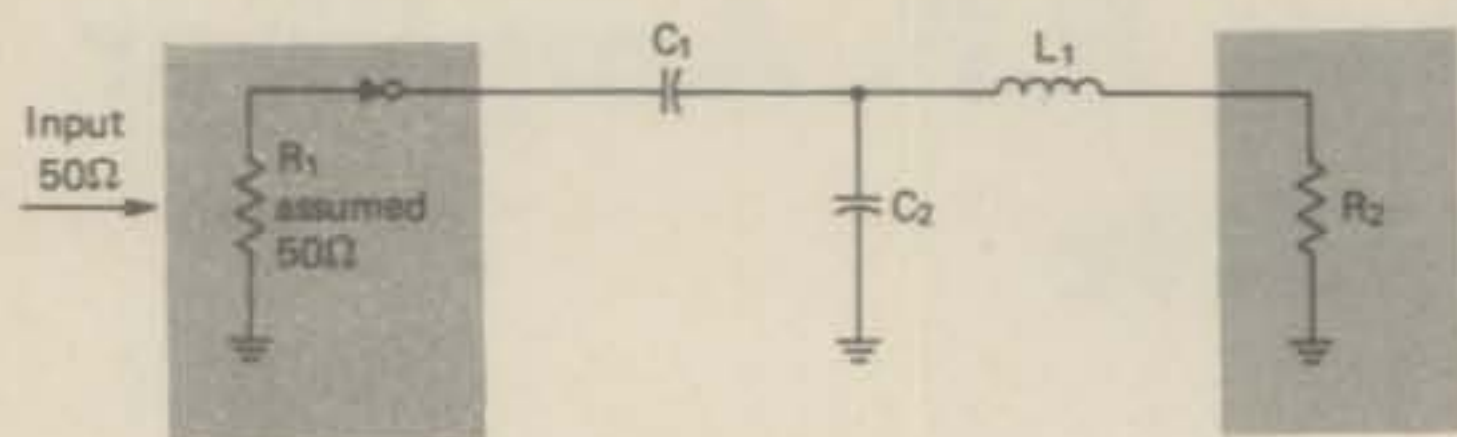 C₁
L₁
Input
50Ω
R₁
assumed
50Ω
C₂
R₂